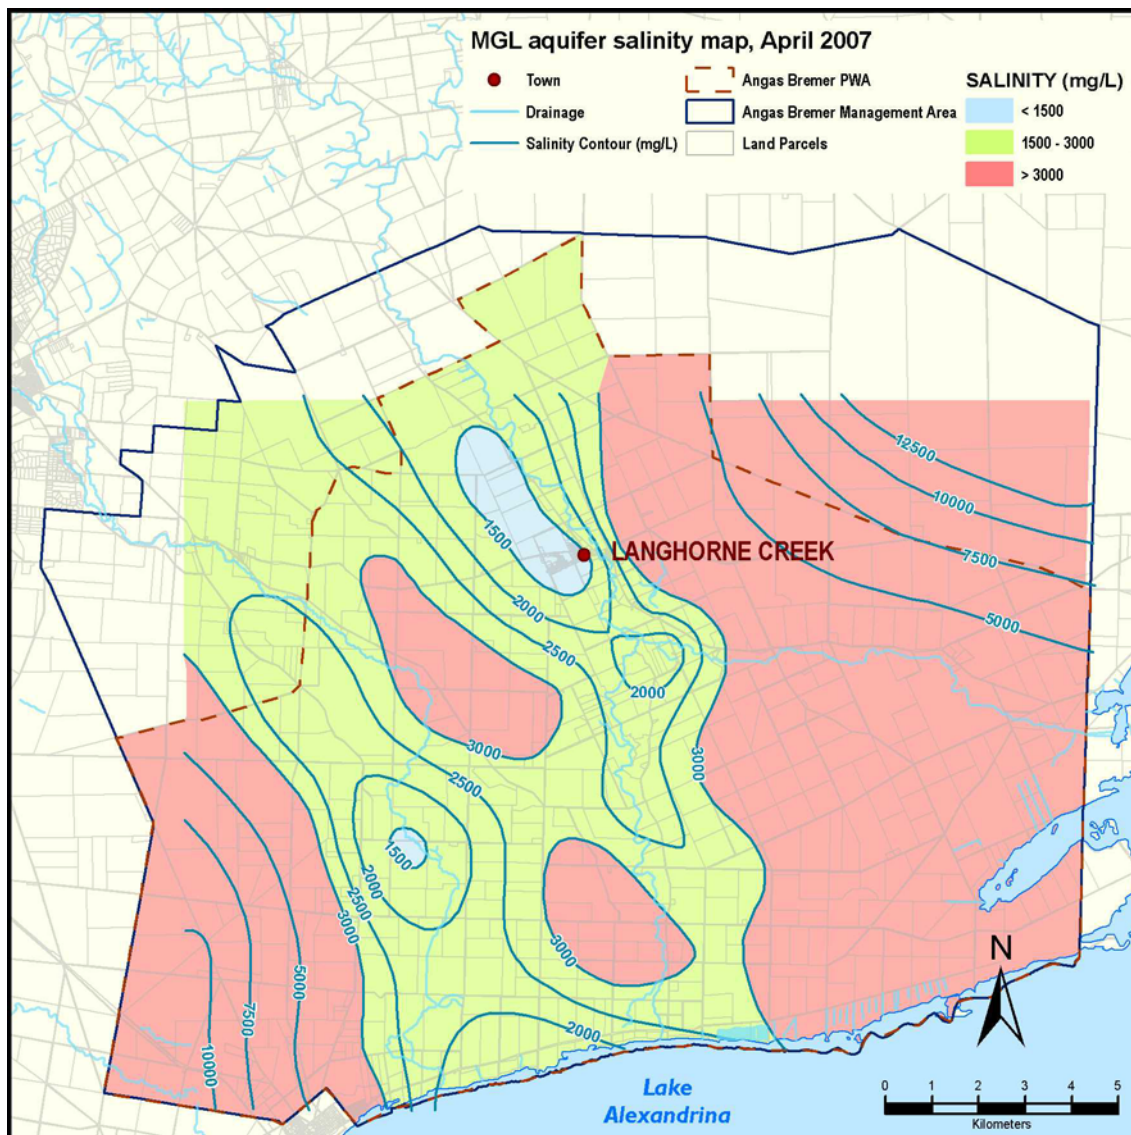 MGL aquifer salinity map, April 2007
Town
Drainage
Salinity Contour (mg/L)
Angas Bremer PWA
Angas Bremer Management Area
Land Parcels
SALINITY (mg/L)
< 1500
1500 - 3000
> 3000
12500
10000
7500
5000
1500
LANGHORNE CREEK
2000
2500
2000
3000
3000
2500
1500
2000
2500
3000
3000
5000
7500
10000
2000
N
Lake
Alexandrina
0 1 2 3 4 5
Kilometers